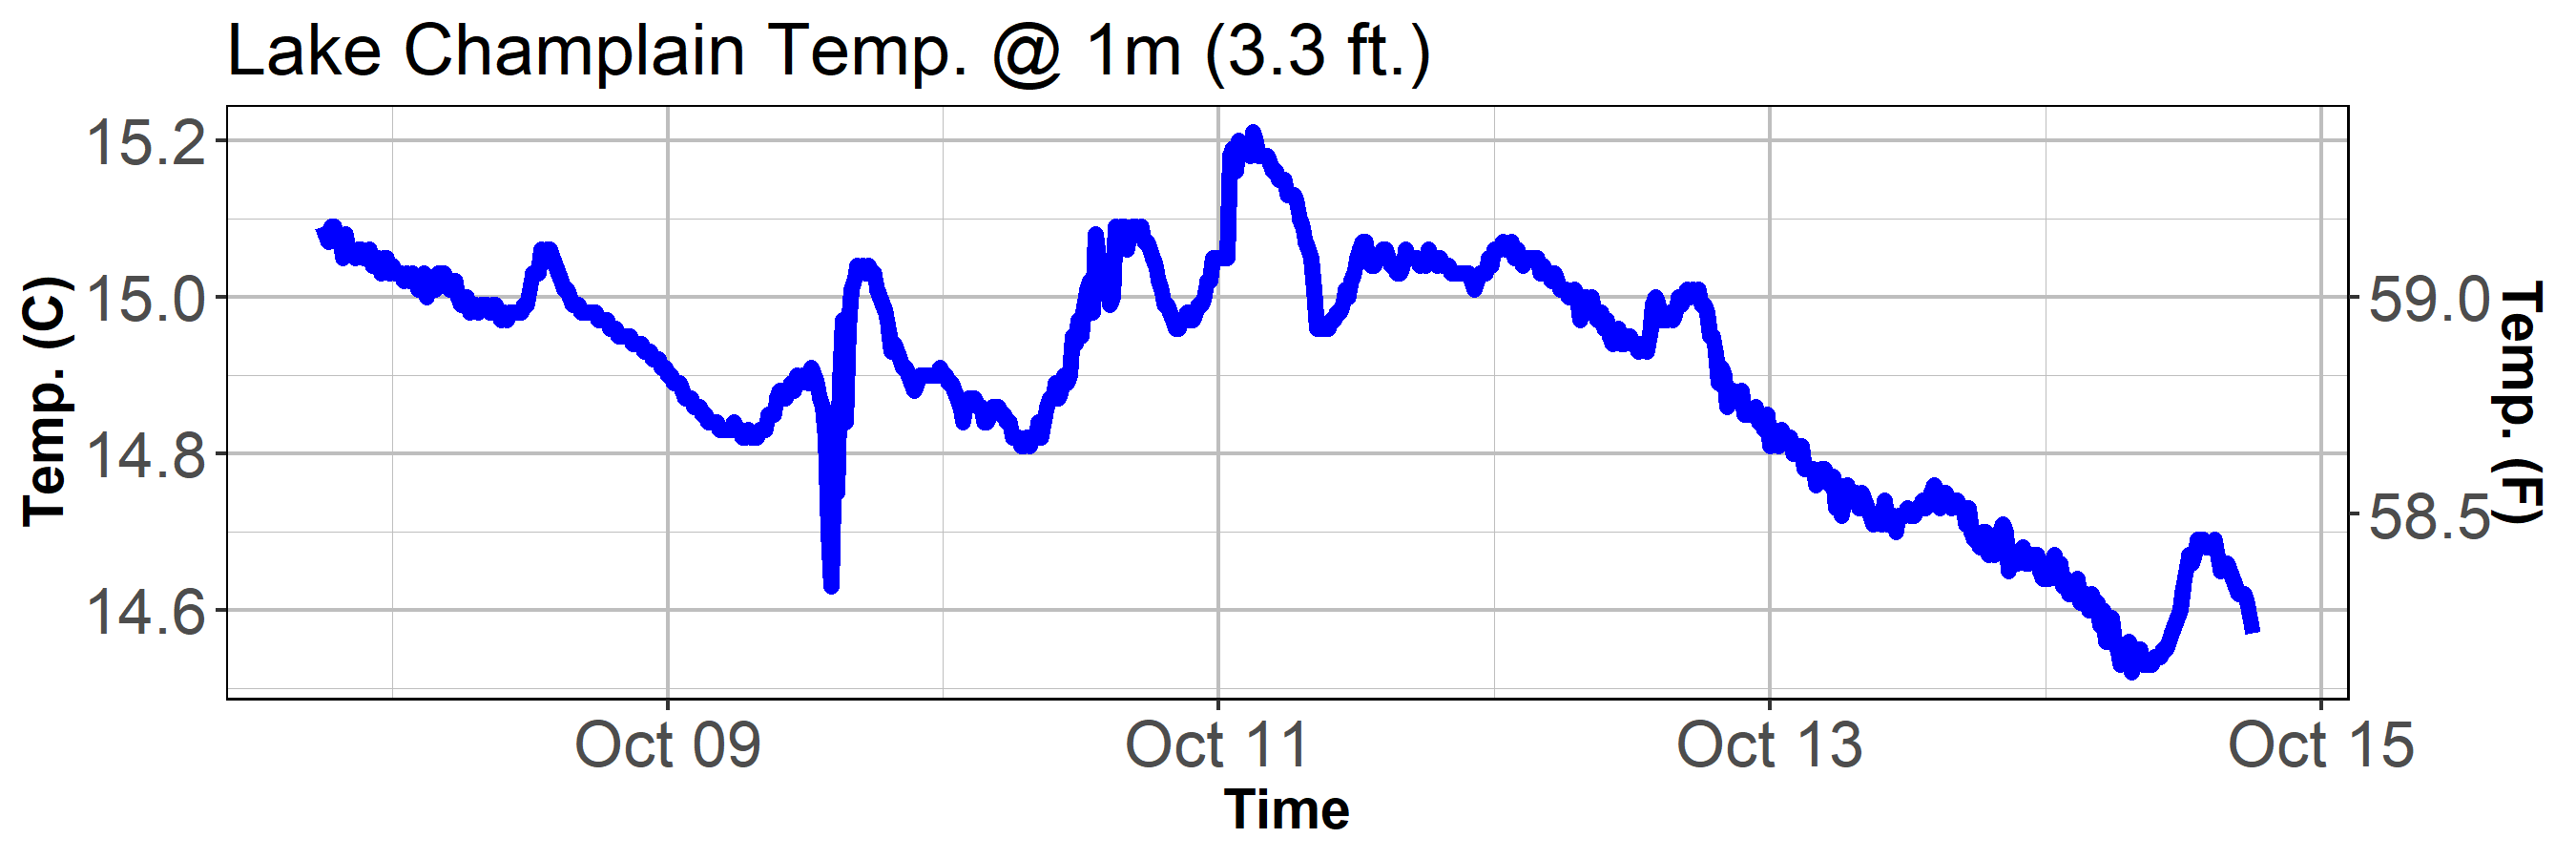 Lake Champlain Temp. @ 1m (3.3 ft.)
Temp. (C)
15.2
15.0
14.8
14.6
59.0
58.5
Temp. (F)
Oct 09
Oct 11
Oct 13
Oct 15
Time